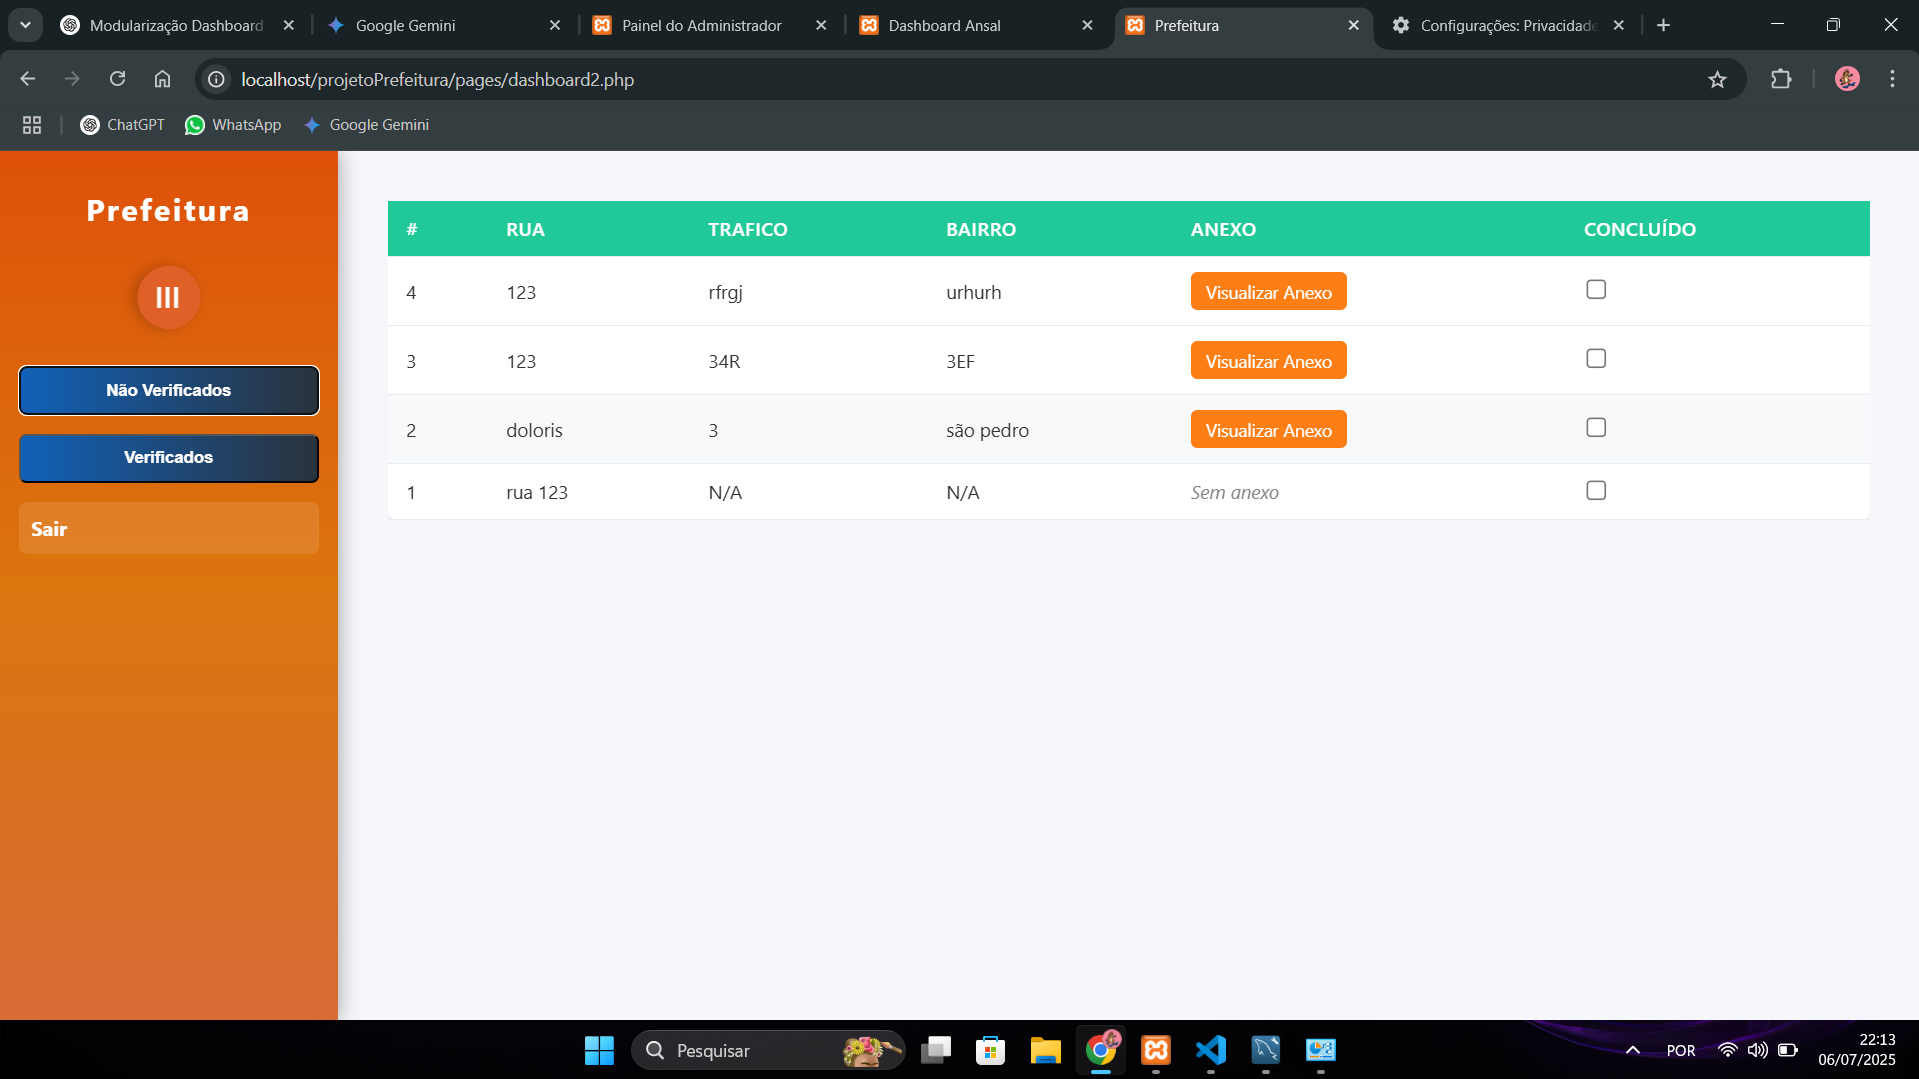 Modularização Dashboard
Google Gemini
Painel do Administrador
Dashboard Ansal
Prefeitura
Configurações: Privacidade
localhost/projetoPrefeitura/pages/dashboard2.php
ChatGPT
WhatsApp
Google Gemini
Prefeitura
Não Verificados
Verificados
Sair
# RUA TRAFICO BAIRRO ANEXO CONCLUÍDO
4 123 rfrgj urhurh Visualizar Anexo
3 123 34R 3EF Visualizar Anexo
2 doloris 3 são pedro Visualizar Anexo
1 rua 123 N/A N/A Sem anexo
Pesquisar
POR
22:13
06/07/2025